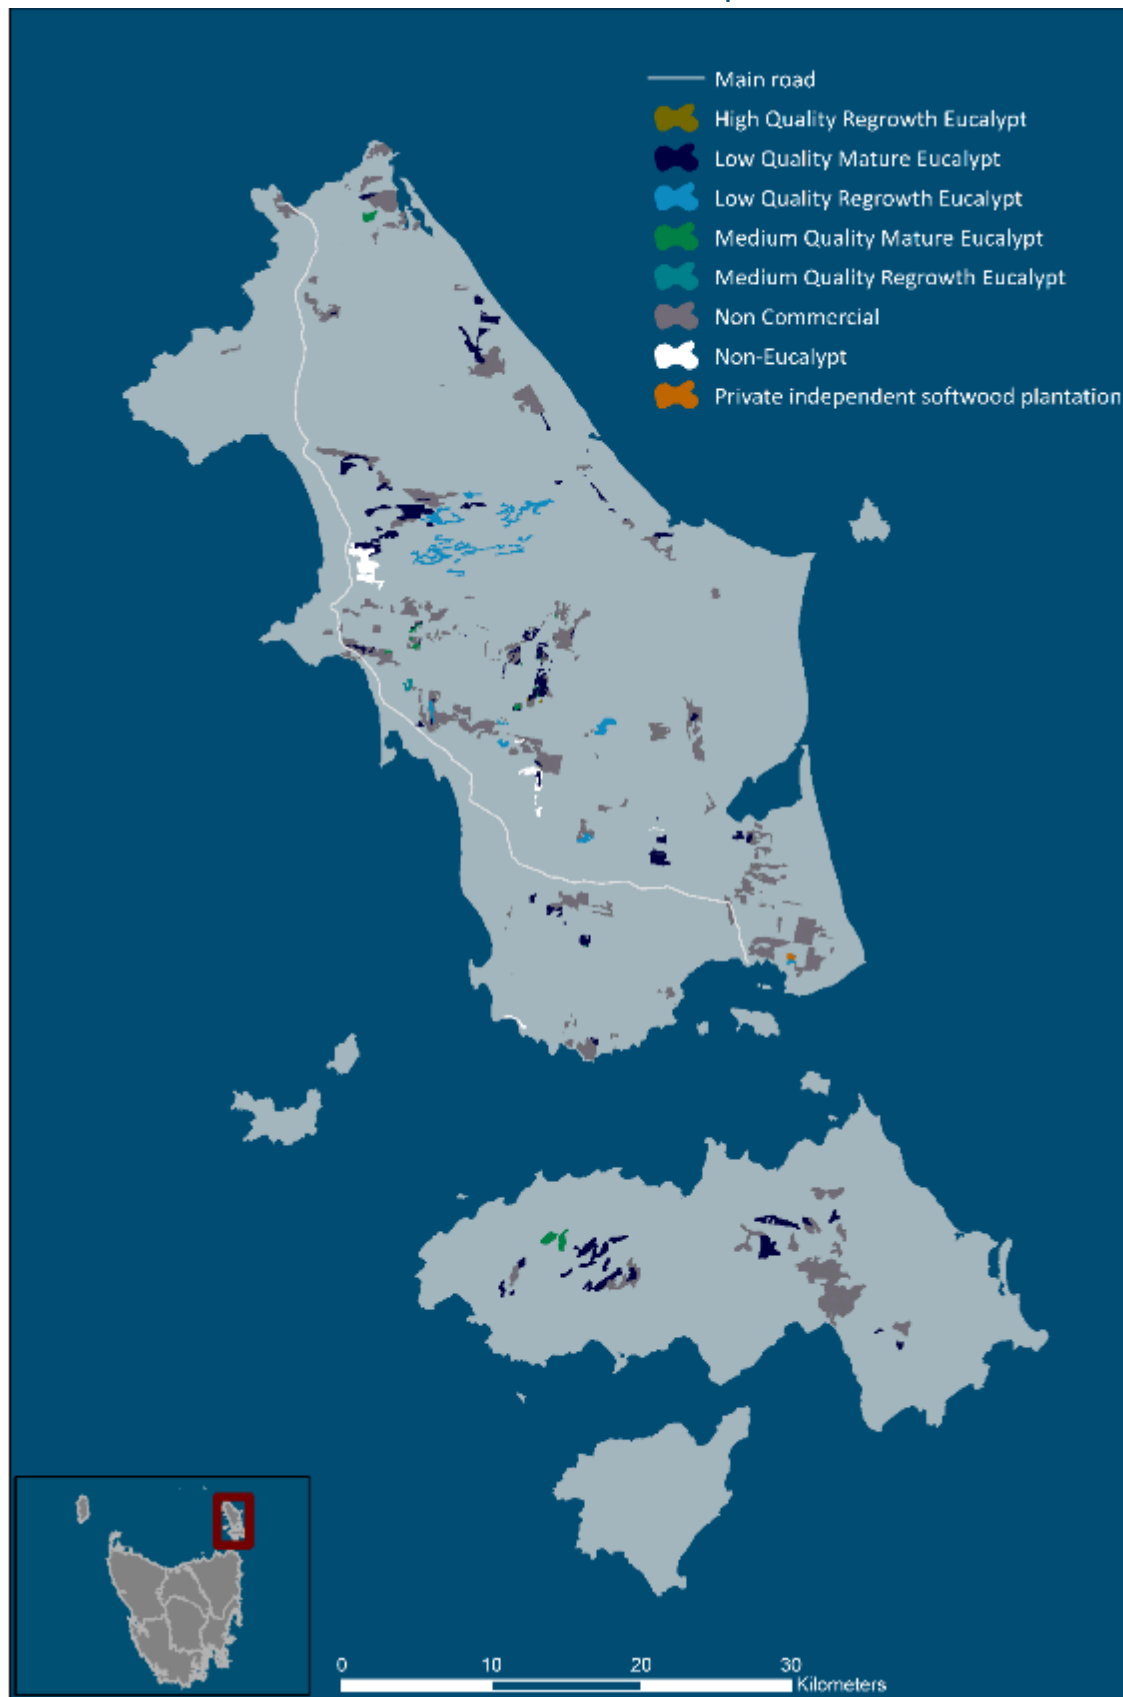 Main road
High Quality Regrowth Eucalypt
Low Quality Mature Eucalypt
Low Quality Regrowth Eucalypt
Medium Quality Mature Eucalypt
Medium Quality Regrowth Eucalypt
Non Commercial
Non-Eucalypt
Private independent softwood plantation
0 10 20 30
Kilometers